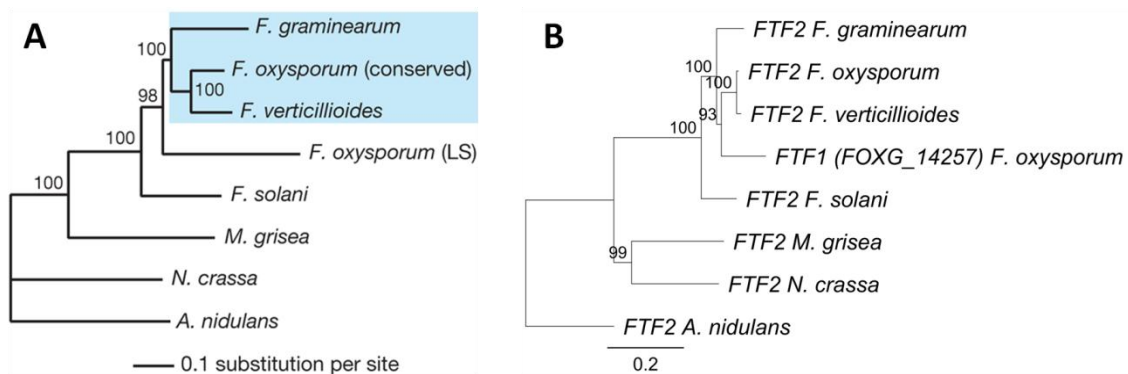 A
100
F. graminearum
F. oxysporum (conserved)
100
98
F. verticillioides
100
F. oxysporum (LS)
100
F. solani
M. grisea
N. crassa
A. nidulans
0.1 substitution per site
B
FTF2 F. graminearum
100
FTF2 F. oxysporum
100
93
FTF2 F. verticillioides
100
FTF1 (FOXG_14257) F. oxysporum
FTF2 F. solani
FTF2 M. grisea
99
FTF2 N. crassa
FTF2 A. nidulans
0.2